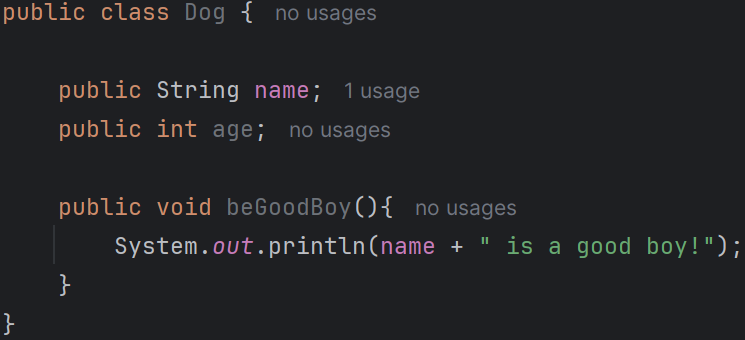 public class Dog { no usages
public String name; 1 usage
public int age; no usages
public void beGoodBoy(){ no usages
System.out.println(name + " is a good boy!");
}
}